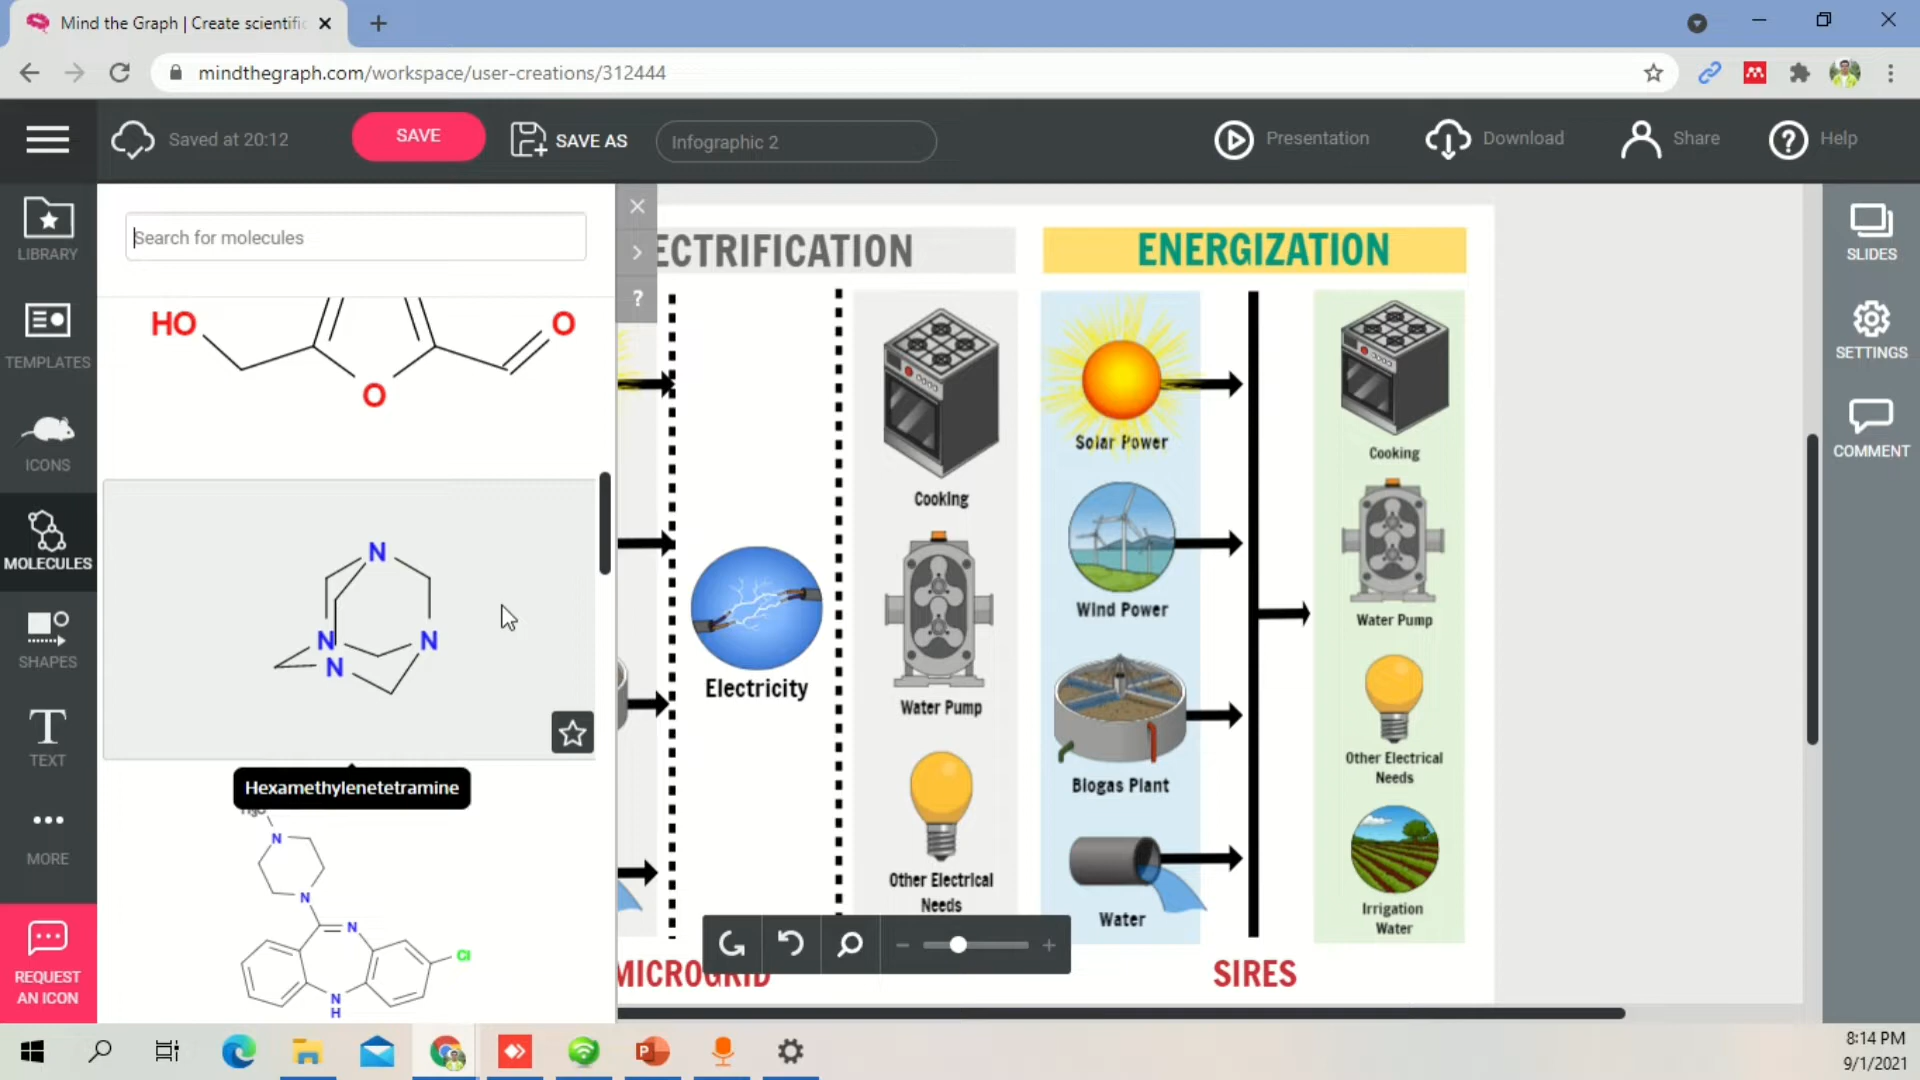 Mind the Graph | Create scientific
mindthegraph.com/workspace/user-creations/312444
Saved at 20:12
SAVE
SAVE AS
Infographic 2
Presentation
Download
Share
Help
LIBRARY
TEMPLATES
ICONS
MOLECULES
SHAPES
TEXT
MORE
REQUEST
AN ICON
Search for molecules
HO
O
O
N
N
N
N
Hexamethylenetetramine
N
N
N
Cl
N
H
?
ECTRIFICATION
Electricity
Cooking
Water Pump
Other Electrical
Needs
MICROGRID
ENERGIZATION
Solar Power
Wind Power
Biogas Plant
Water
Cooking
Water Pump
Other Electrical
Needs
Irrigation
Water
SIRES
SLIDES
SETTINGS
COMMENT
8:14 PM
9/1/2021